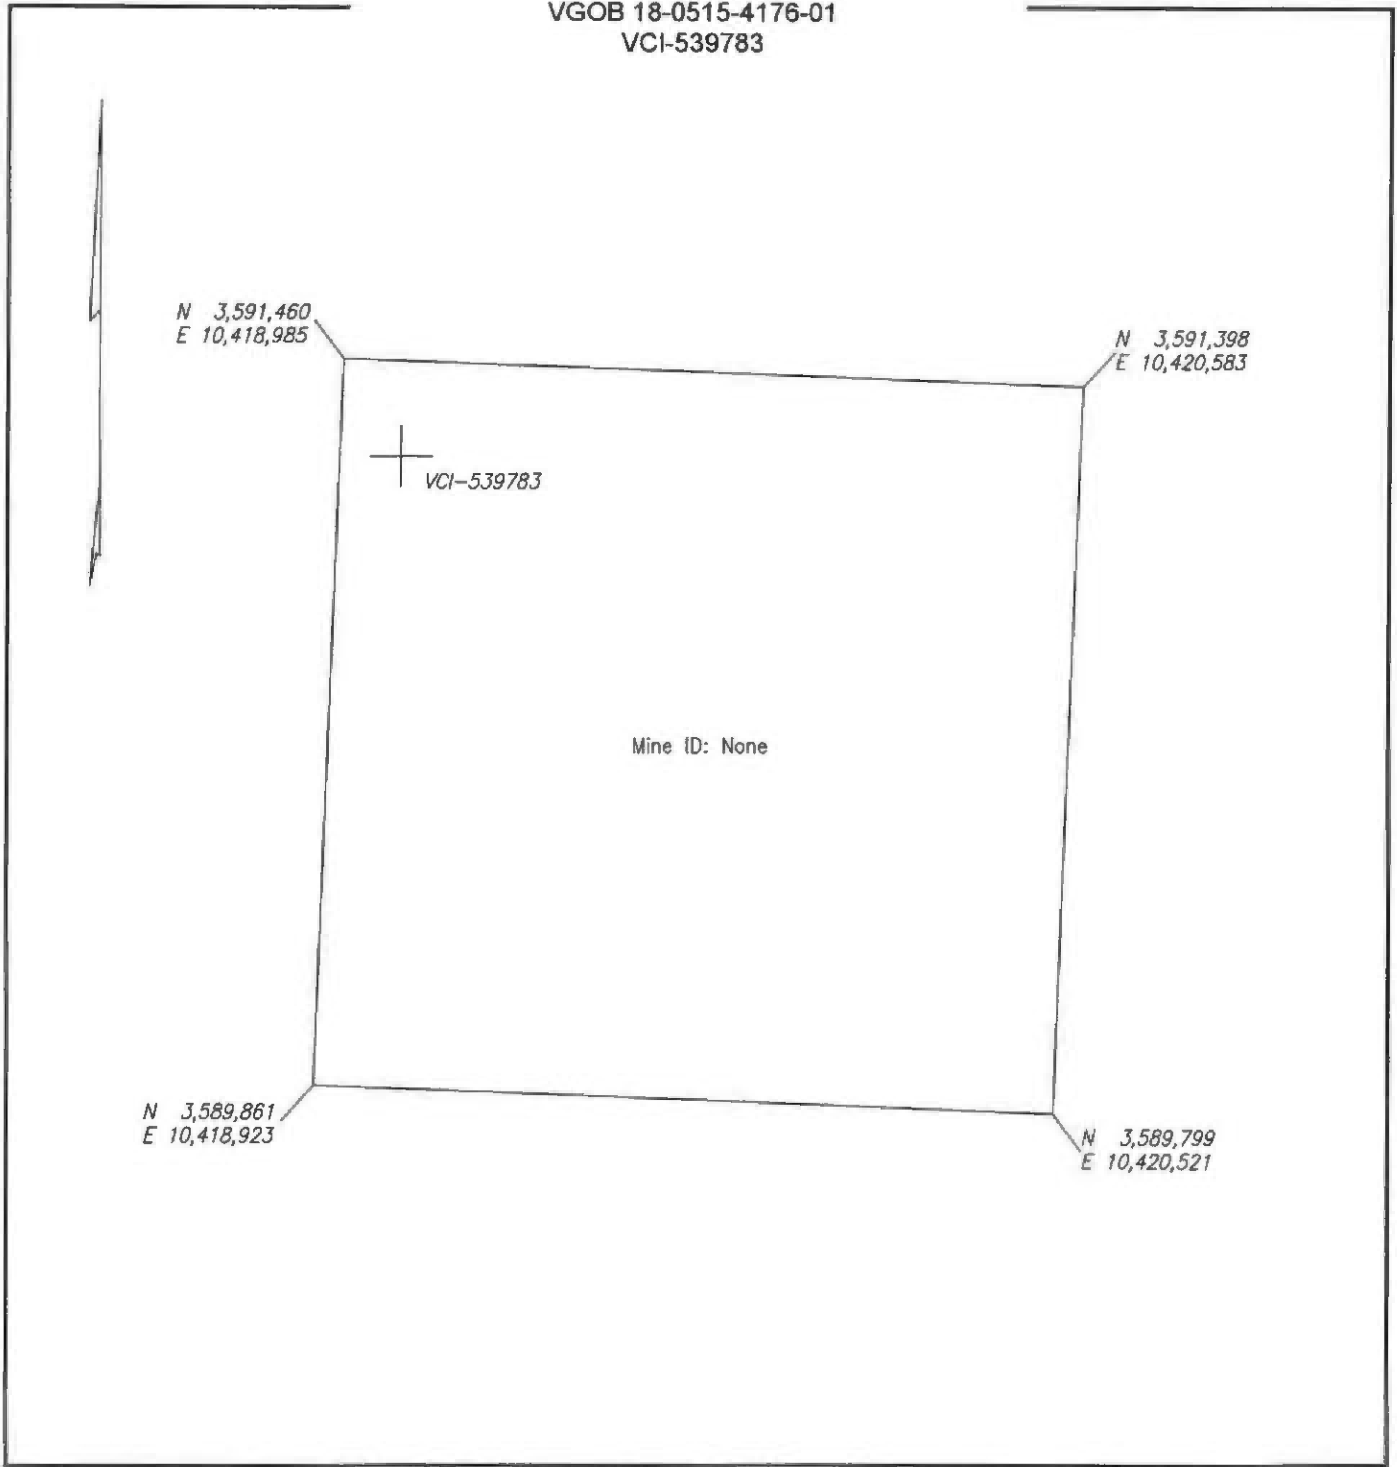 VGOB 18-0515-4176-01
VCI-539783
N 3,591,460
E 10,418,985
N 3,591,398
E 10,420,583
VCI-539783
Mine ID: None
N 3,589,861
E 10,418,923
N 3,589,799
E 10,420,521